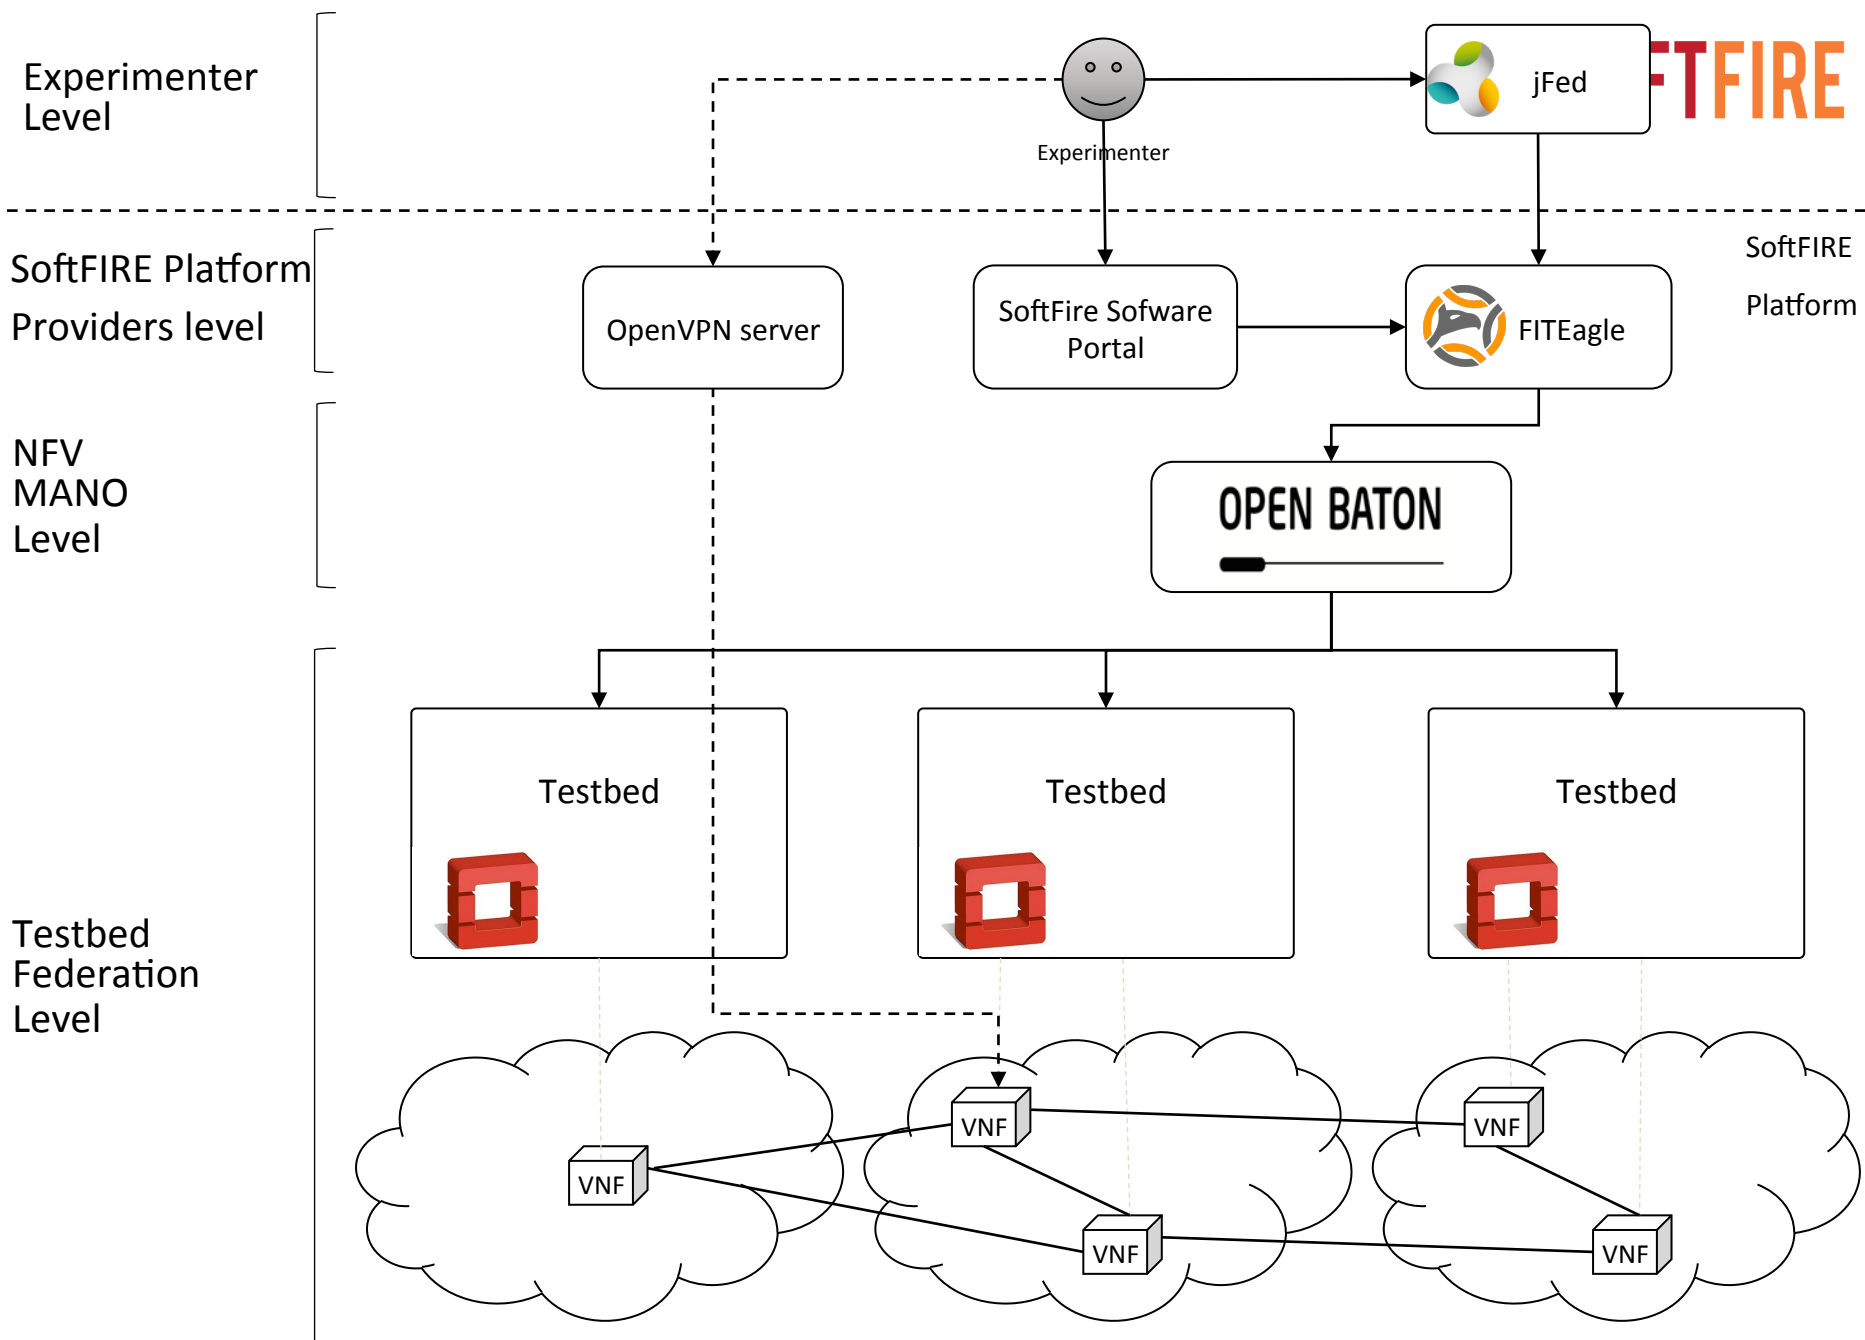 Experimenter
Level
jFed
FTFIRE
Experimenter
SoftFIRE Platform
Providers level
OpenVPN server
SoftFire Sofware
Portal
FITEagle
SoftFIRE
Platform
NFV
MANO
Level
OPEN BATON
Testbed
Testbed
Testbed
Testbed
Federation
Level
VNF
VNF
VNF
VNF
VNF